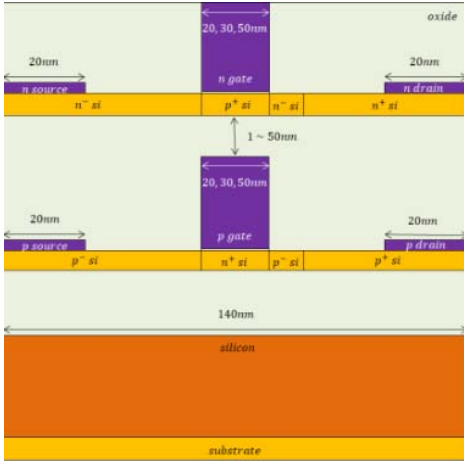 oxide
20, 30, 50nm
20nm
20nm
n gate
n source
n drain
n⁻ si
p⁺ si
n⁻ si
n⁺ si
1 ~ 50nm
20, 30, 50nm
20nm
20nm
p gate
p source
p drain
p⁻ si
n⁺ si
p⁻ si
p⁺ si
140nm
silicon
substrate